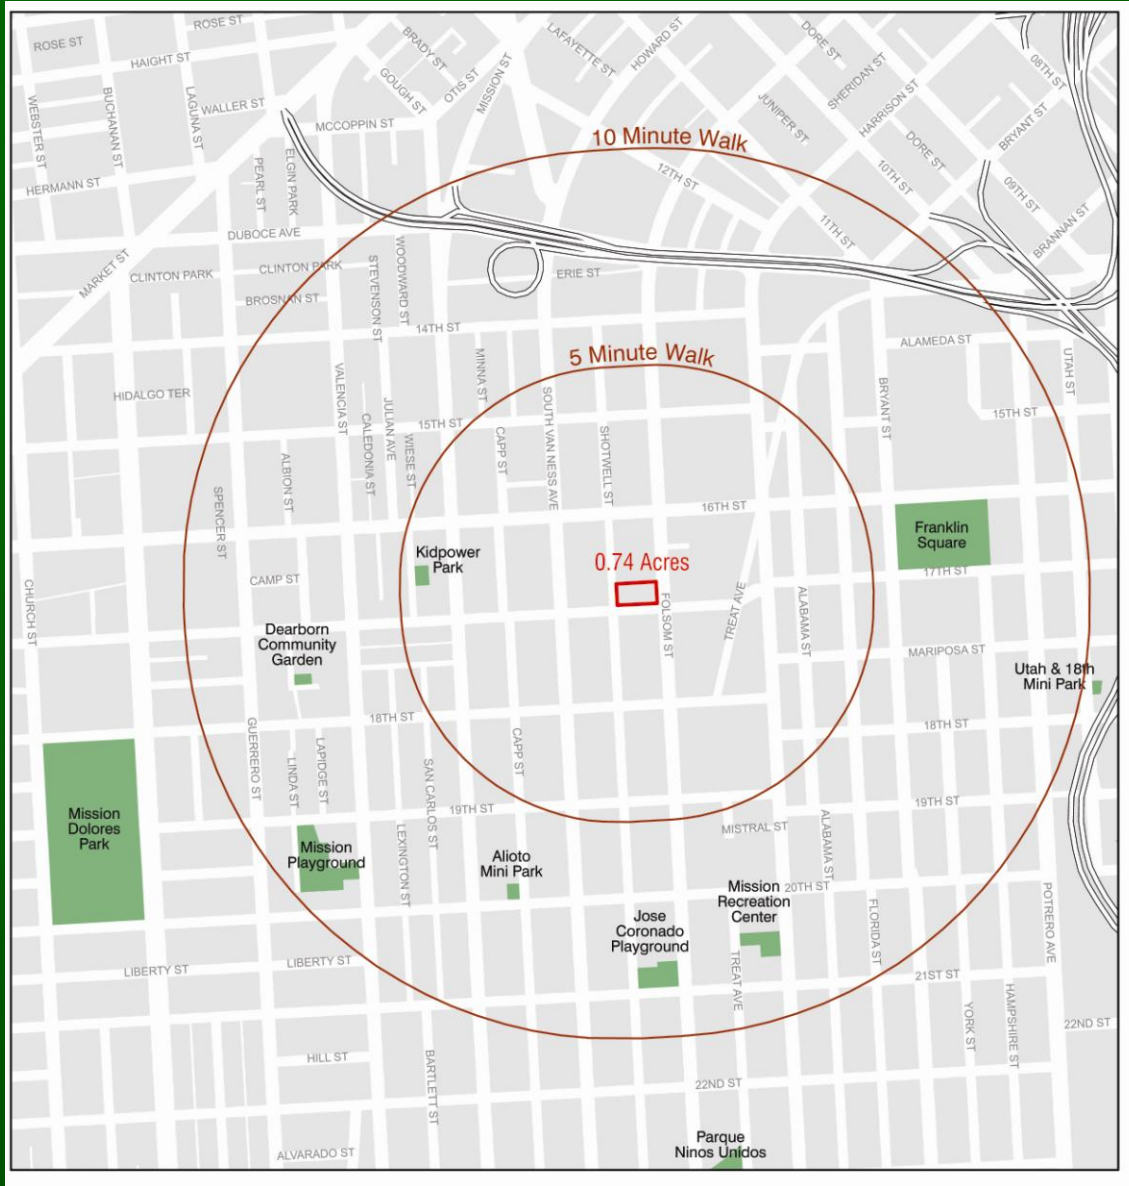 ROSE ST
ROSE ST
HAIGHT ST
BRADY ST
GOUGH ST
OTIS ST
MISSION ST
LAFAYETTE ST
HOWARD ST
DORE ST
SHERIDAN ST
HARRISON ST
JUNIPER ST
08TH ST
BRYANT ST
WEBSTER ST
BUCHANAN ST
LAGUNA ST
WALLER ST
MCCOPPIN ST
10 Minute Walk
DORE ST
HERMANN ST
PEARL ST
ELGIN PARK
12TH ST
10TH ST
09TH ST
11TH ST
BRANNAN ST
DUBOCE AVE
MARKET ST
CLINTON PARK
CLINTON PARK
BROSNAN ST
STEVENSON ST
WOODWARD ST
ERIE ST
14TH ST
ALAMEDA ST
5 Minute Walk
MINNA ST
UTAH ST
HIDALGO TER
VALENCIA ST
CALEDONIA ST
JULIAN AVE
WIESE ST
15TH ST
CAPP ST
SOUTH VAN NESS AVE
SHOTWELL ST
BRYANT ST
15TH ST
ALBION ST
SPENCER ST
16TH ST
Franklin
Square
17TH ST
Kidpower
Park
0.74 Acres
CAMP ST
CHURCH ST
FOLSOM ST
TREAT AVE
ALABAMA ST
Dearborn
Community
Garden
MARIPOSA ST
Utah & 18th
Mini Park
18TH ST
18TH ST
GUERRERO ST
LINDA ST
LAPIDGE ST
SAN CARLOS ST
CAPP ST
19TH ST
19TH ST
Mission
Dolores
Park
MISTRAL ST
ALABAMA ST
Mission
Playground
LEXINGTON ST
Alioto
Mini Park
Mission
Recreation
Center
20TH ST
Jose
Coronado
Playground
FLORIDA ST
POTRERO AVE
LIBERTY ST
LIBERTY ST
TREAT AVE
21ST ST
YORK ST
HAMPSHIRE ST
22ND ST
HILL ST
BARTLETT ST
22ND ST
ALVARADO ST
Parque
Ninos Unidos